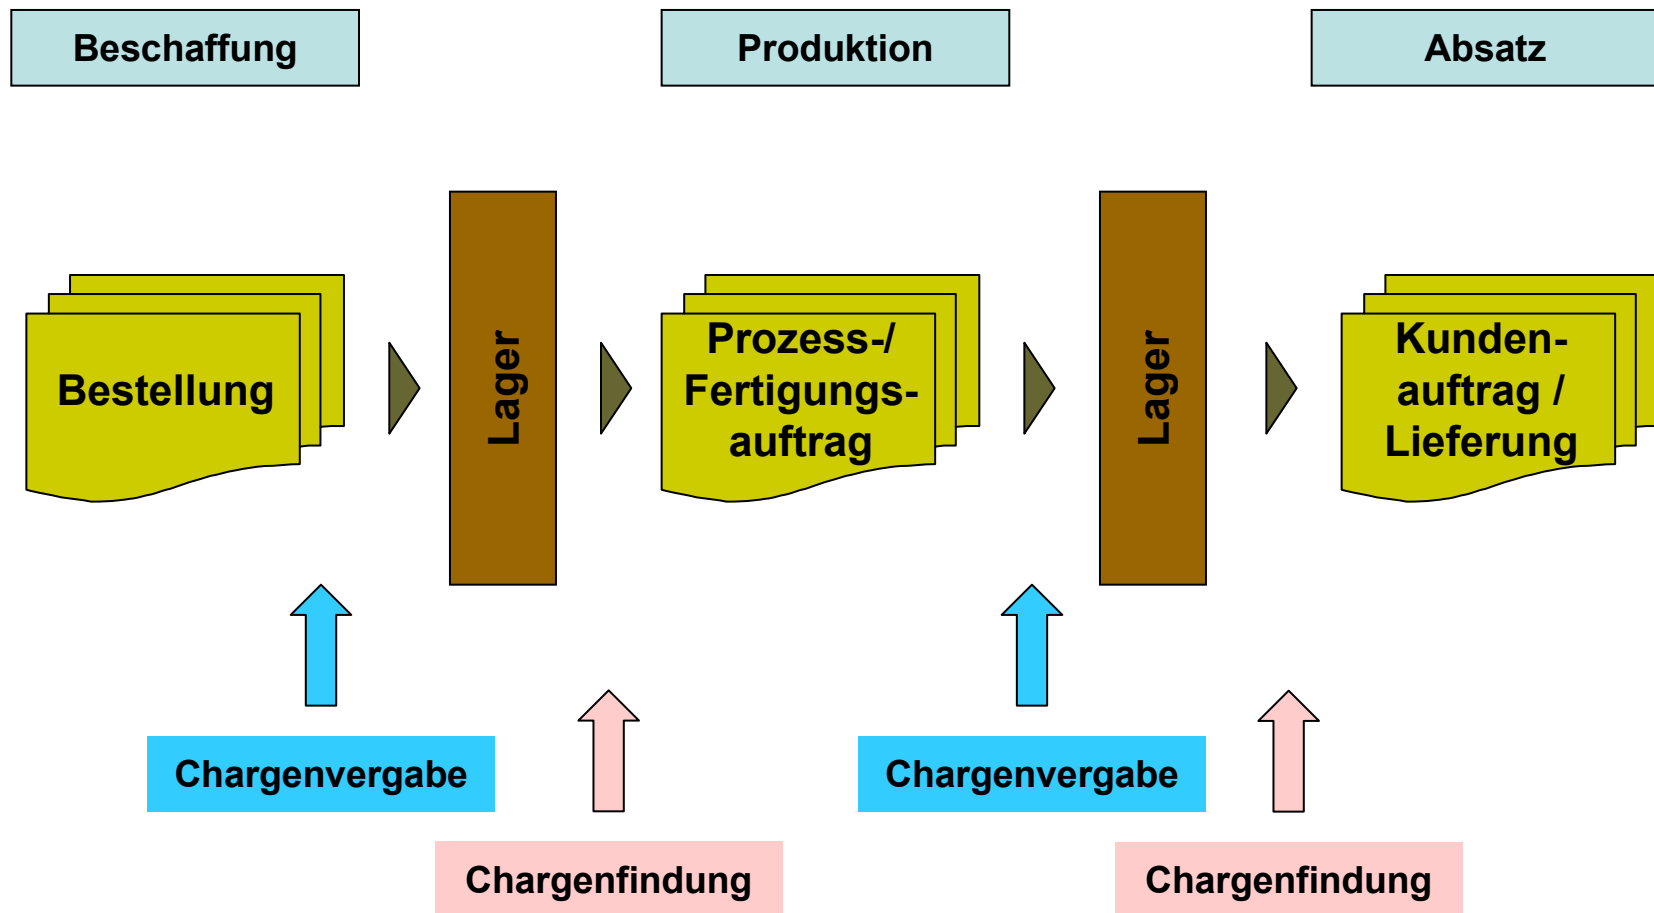 Beschaffung
Produktion
Absatz
Bestellung
Lager
Prozess-/
Fertigungs-
auftrag
Lager
Kunden-
auftrag /
Lieferung
Chargenvergabe
Chargenvergabe
Chargenfindung
Chargenfindung